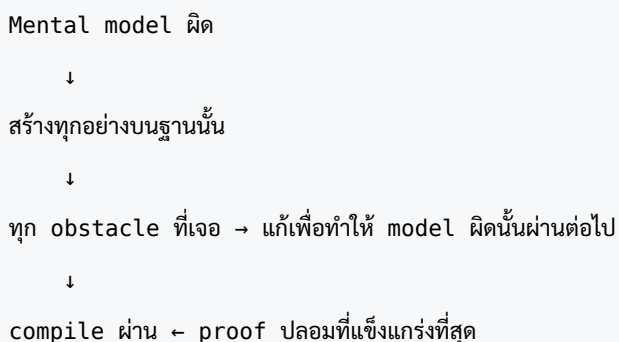 Mental model ผิด
↓
สร้างทุกอย่างบนฐานนั้น
↓
ทุก obstacle ที่เจอ → แก้เพื่อทำให้ model ผิดนั้นผ่านต่อไป
↓
compile ผ่าน ← proof ปลอมที่แข็งแกร่งที่สุด